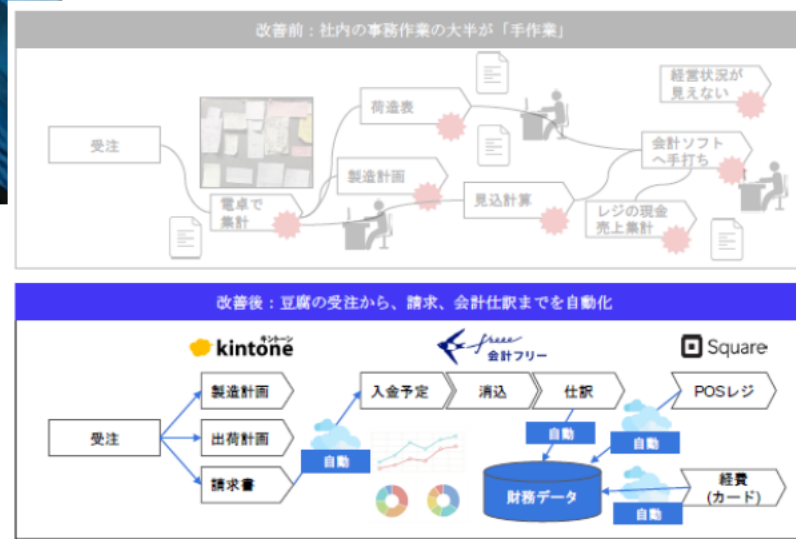 改善前：社内の事務作業の大半が「手作業」
受注
電卓で
集計
荷造表
製造計画
見込計算
経営状況が
見えない
会計ソフト
へ手打ち
レジの現金
売上集計
改善後：豆腐の受注から、請求、会計仕訳までを自動化
キントーン
kintone
freee
会計フリー
Square
受注
製造計画
出荷計画
請求書
自動
入金予定
消込
仕訳
自動
財務データ
POSレジ
自動
経費
(カード)
自動